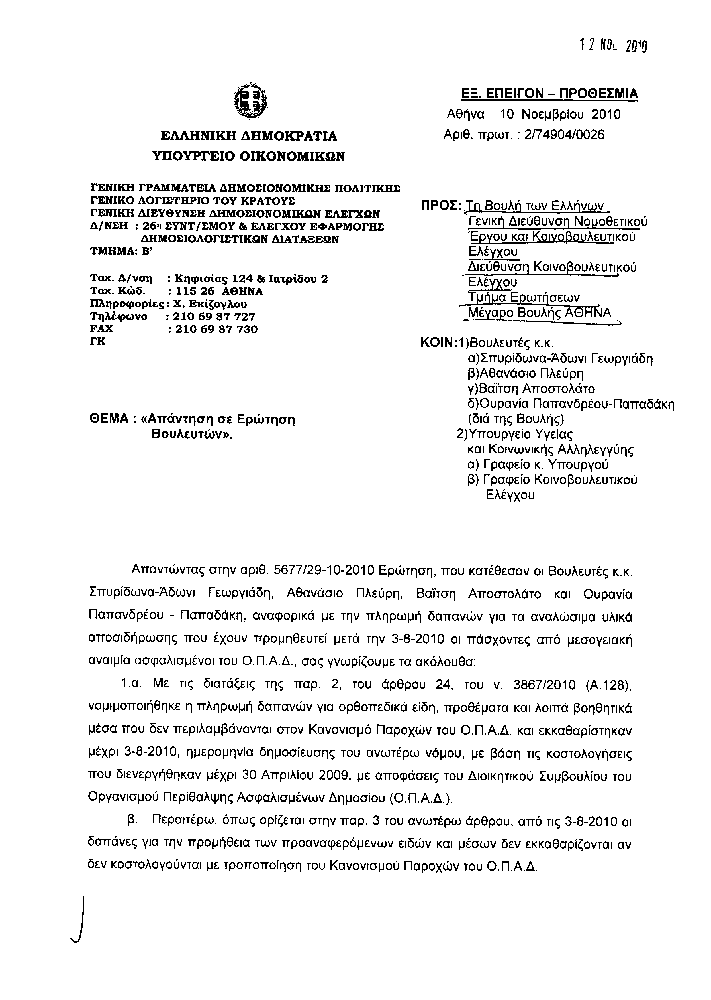 12 ΝΟΕ 2010
ΕΞ. ΕΠΕΙΓΟΝ – ΠΡΟΘΕΣΜΙΑ
Αθήνα 10 Νοεμβρίου 2010
Αριθ. πρωτ. : 2/74904/0026
ΕΛΛΗΝΙΚΗ ΔΗΜΟΚΡΑΤΙΑ
ΥΠΟΥΡΓΕΙΟ ΟΙΚΟΝΟΜΙΚΩΝ
ΓΕΝΙΚΗ ΓΡΑΜΜΑΤΕΙΑ ΔΗΜΟΣΙΟΝΟΜΙΚΗΣ ΠΟΛΙΤΙΚΗΣ
ΓΕΝΙΚΟ ΛΟΓΙΣΤΗΡΙΟ ΤΟΥ ΚΡΑΤΟΥΣ
ΓΕΝΙΚΗ ΔΙΕΥΘΥΝΣΗ ΔΗΜΟΣΙΟΝΟΜΙΚΩΝ ΕΛΕΓΧΩΝ
Δ/ΝΣΗ : 26η ΣΥΝΤ/ΣΜΟΥ & ΕΛΕΓΧΟΥ ΕΦΑΡΜΟΓΗΣ
ΔΗΜΟΣΙΟΛΟΓΙΣΤΙΚΩΝ ΔΙΑΤΑΞΕΩΝ
ΤΜΗΜΑ: Β’
Ταχ. Δ/νση : Κηφισίας 124 & Ιατρίδου 2
Ταχ. Κώδ. : 115 26 ΑΘΗΝΑ
Πληροφορίες : Χ. Εκίζογλου
Τηλέφωνο : 210 69 87 727
FAX : 210 69 87 730
ΓΚ
ΠΡΟΣ: Τη Βουλή των Ελλήνων
Γενική Διεύθυνση Νομοθετικού
Έργου και Κοινοβουλευτικού
Ελέγχου
Διεύθυνση Κοινοβουλευτικού
Ελέγχου
Τμήμα Ερωτήσεων
Μέγαρο Βουλής ΑΘΗΝΑ
ΚΟΙΝ:1)Βουλευτές κ.κ.
α)Σπυρίδωνα-Άδωνι Γεωργιάδη
β)Αθανάσιο Πλεύρη
γ)Βαΐτση Αποστολάτο
δ)Ουρανία Παπανδρέου-Παπαδάκη
(διά της Βουλής)
2)Υπουργείο Υγείας
και Κοινωνικής Αλληλεγγύης
α) Γραφείο κ. Υπουργού
β) Γραφείο Κοινοβουλευτικού
Ελέγχου
ΘΕΜΑ : «Απάντηση σε Ερώτηση
Βουλευτών».
Απαντώντας στην αριθ. 5677/29-10-2010 Ερώτηση, που κατέθεσαν οι Βουλευτές κ.κ.
Σπυρίδωνα-Άδωνι Γεωργιάδη, Αθανάσιο Πλεύρη, Βαΐτση Αποστολάτο και Ουρανία
Παπανδρέου - Παπαδάκη, αναφορικά με την πληρωμή δαπανών για τα αναλώσιμα υλικά
αποσιδήρωσης που έχουν προμηθευτεί μετά την 3-8-2010 οι πάσχοντες από μεσογειακή
αναιμία ασφαλισμένοι του Ο.Π.Α.Δ., σας γνωρίζουμε τα ακόλουθα:
1.α. Με τις διατάξεις της παρ. 2, του άρθρου 24, του ν. 3867/2010 (Α.128),
νομιμοποιήθηκε η πληρωμή δαπανών για ορθοπεδικά είδη, προθέματα και λοιπά βοηθητικά
μέσα που δεν περιλαμβάνονται στον Κανονισμό Παροχών του Ο.Π.Α.Δ. και εκκαθαρίστηκαν
μέχρι 3-8-2010, ημερομηνία δημοσίευσης του ανωτέρω νόμου, με βάση τις κοστολογήσεις
που διενεργήθηκαν μέχρι 30 Απριλίου 2009, με αποφάσεις του Διοικητικού Συμβουλίου του
Οργανισμού Περίθαλψης Ασφαλισμένων Δημοσίου (Ο.Π.Α.Δ.).
β. Περαιτέρω, όπως ορίζεται στην παρ. 3 του ανωτέρω άρθρου, από τις 3-8-2010 οι
δαπάνες για την προμήθεια των προαναφερόμενων ειδών και μέσων δεν εκκαθαρίζονται αν
δεν κοστολογούνται με τροποποίηση του Κανονισμού Παροχών του Ο.Π.Α.Δ.